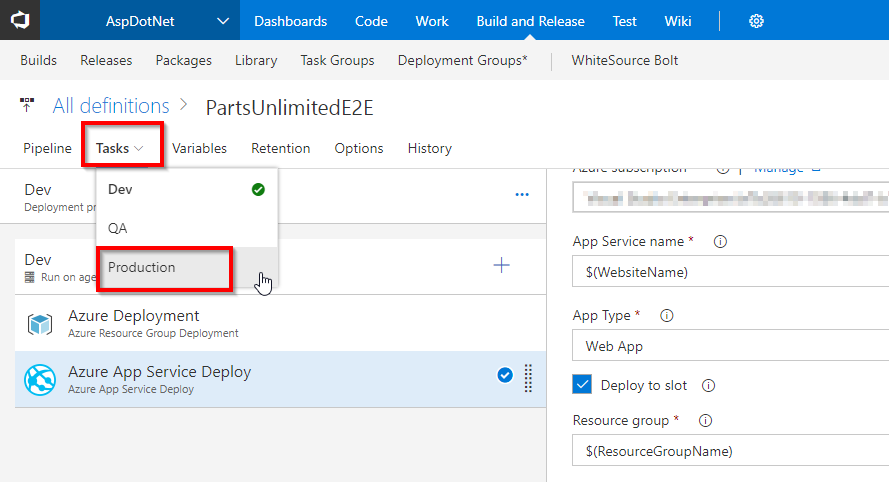 AspDotNet Dashboards Code Work Build and Release Test Wiki
Builds Releases Packages Library Task Groups Deployment Groups* WhiteSource Bolt
All definitions > PartsUnlimitedE2E
Pipeline Tasks Variables Retention Options History
Dev
Deployment pr
Dev
QA
Production
Dev
Run on age
Azure Deployment
Azure Resource Group Deployment
Azure App Service Deploy
Azure App Service Deploy
Azure subscription Manage
App Service name *
$(WebsiteName)
App Type *
Web App
Deploy to slot
Resource group *
$(ResourceGroupName)